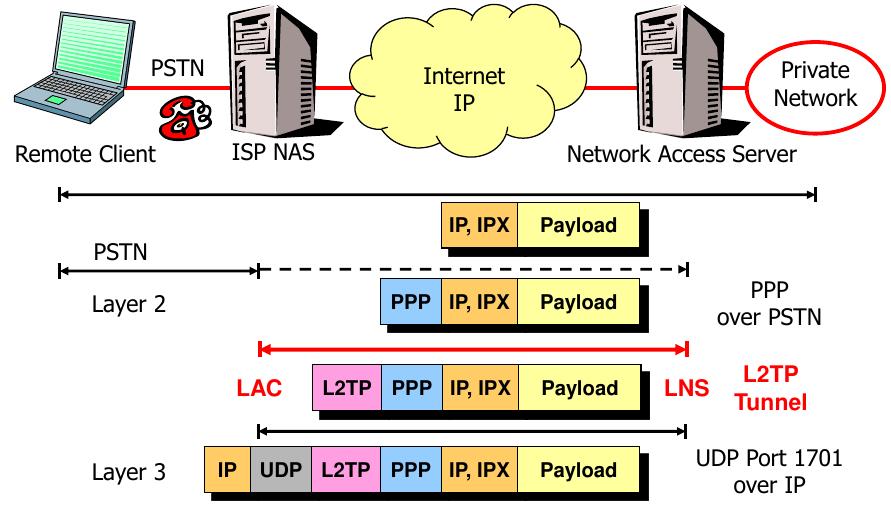 PSTN
Internet
IP
Private
Network
Remote Client
ISP NAS
Network Access Server
IP, IPX Payload
PSTN
Layer 2
PPP IP, IPX Payload
PPP
over PSTN
LAC
L2TP PPP IP, IPX Payload
LNS
L2TP
Tunnel
Layer 3
IP UDP L2TP PPP IP, IPX Payload
UDP Port 1701
over IP